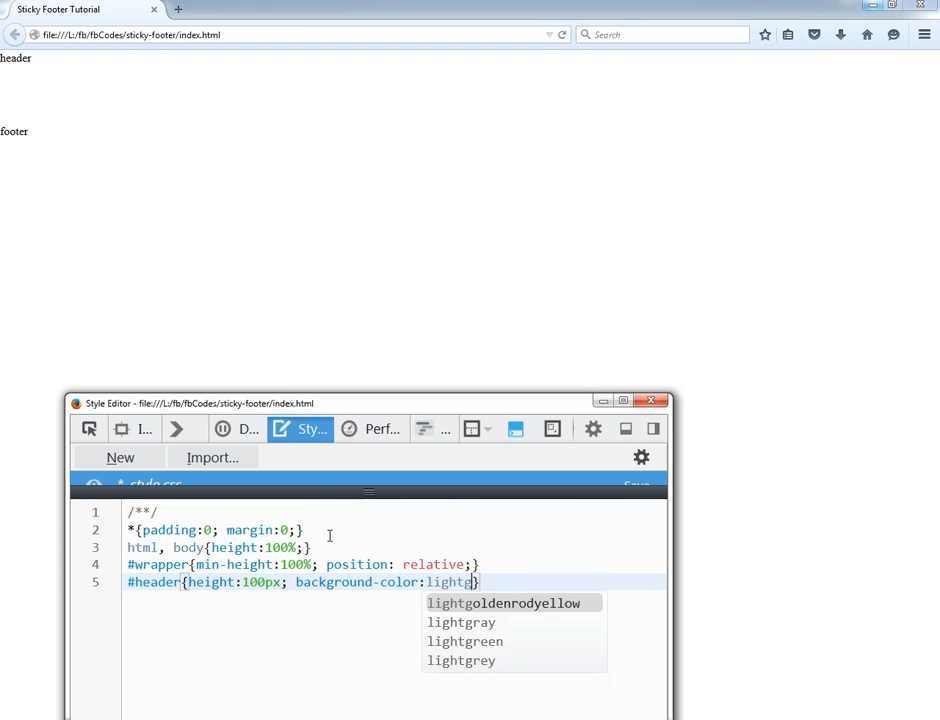 Sticky Footer Tutorial
file:///L:/fb/fbCodes/sticky-footer/index.html
Search
header
footer
Style Editor - file:///L:/fb/fbCodes/sticky-footer/index.html
I... D... Sty... Perf... ...
New Import...
* style.css Save
1 /**/
2 *{padding:0; margin:0;}
3 html, body{height:100%;}
4 #wrapper{min-height:100%; position: relative;}
5 #header{height:100px; background-color:lightg}
lightgoldenrodyellow
lightgray
lightgreen
lightgrey